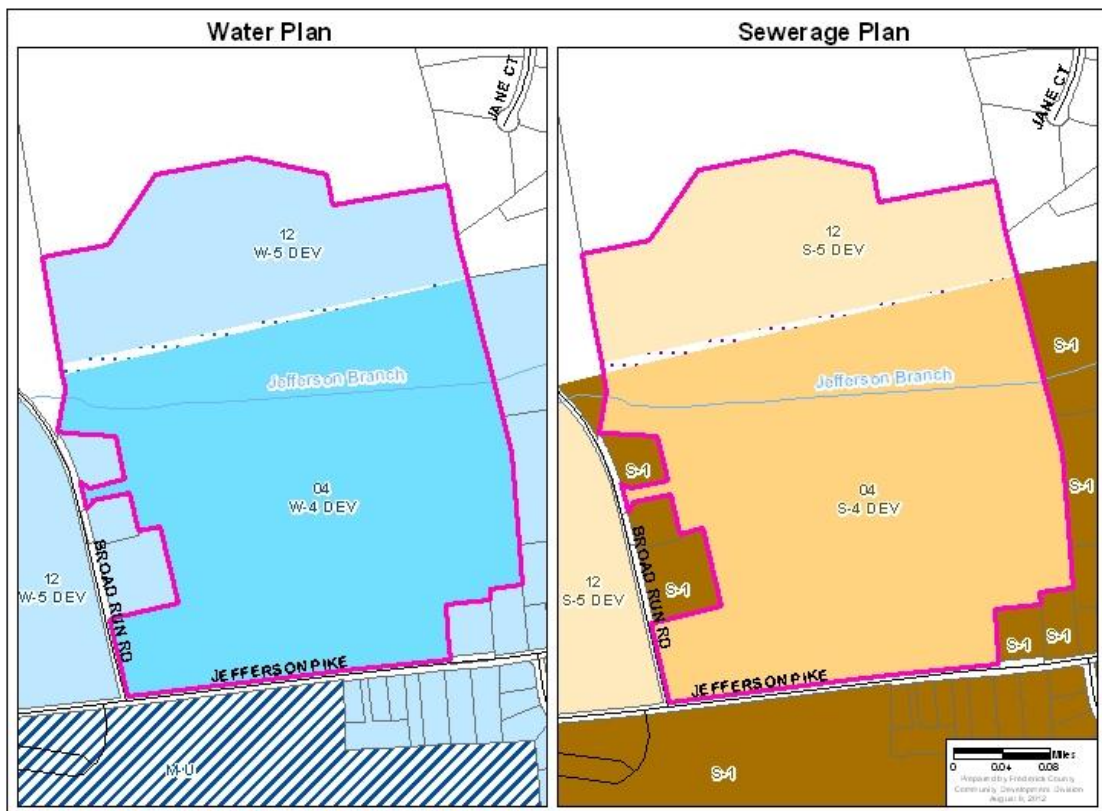 Water Plan
JANE CT
12
W-5 DEV
Jefferson Branch
04
W-4 DEV
BROAD RUN RD
12
W-5 DEV
JEFFERSON PIKE
M-U
Sewerage Plan
JANE CT
12
S-5 DEV
S-1
Jefferson Branch
S-1
04
S-4 DEV
S-1
BROAD RUN RD
12
S-5 DEV
S-1
S-1
S-1
JEFFERSON PIKE
S-1
Miles
0 0.04 0.08
Prepared by Frederick County
Community Development Division
August 8, 2012